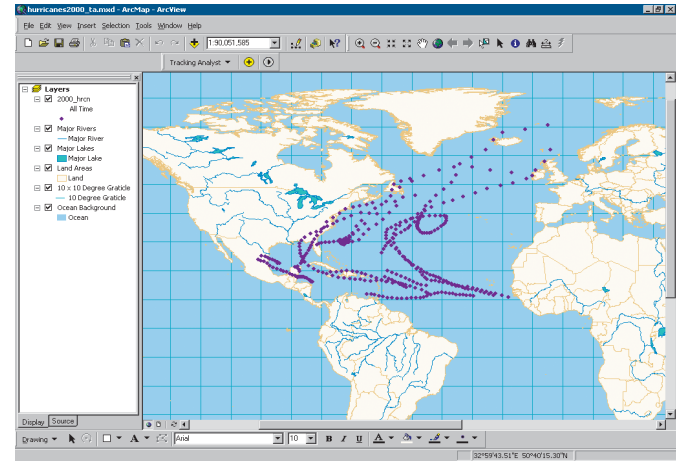 hurricanes2000_ta.mxd - ArcMap - ArcView
File Edit View Insert Selection Tools Window Help
1:90,051,585
Tracking Analyst
Layers
2000_hrcn
All Time
Major Rivers
Major River
Major Lakes
Major Lake
Land Areas
Land
10 x 10 Degree Graticle
10 Degree Graticle
Ocean Background
Ocean
Display Source
Drawing A Arial 10 B I U A
32°59'43.51"E 50°40'15.30"N